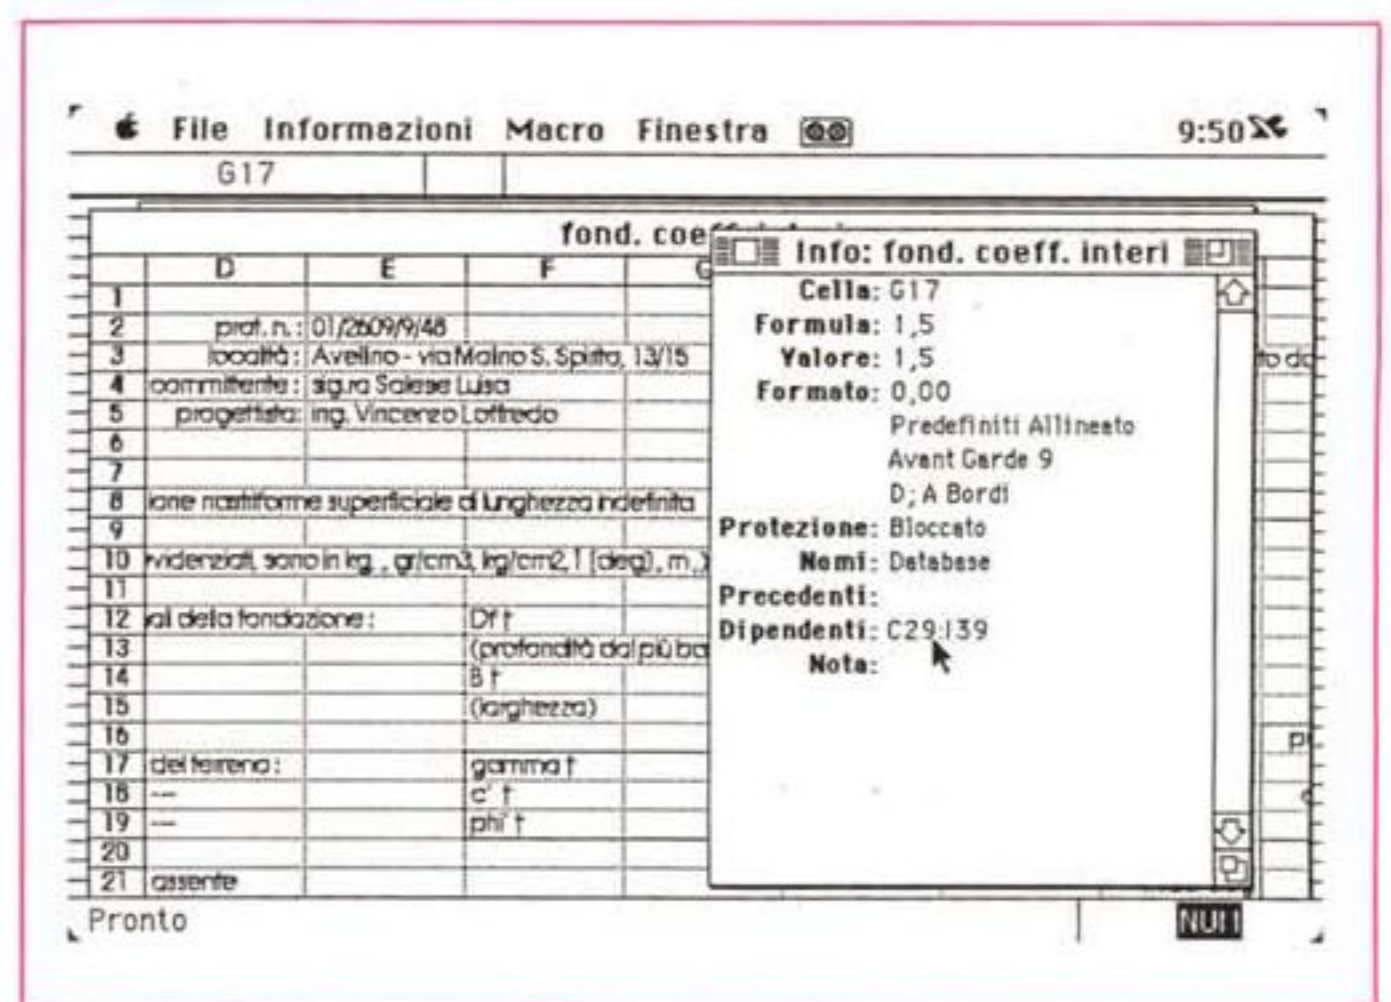 File Informazioni Macro Finestra 9:50
G17
fond. coe
D E F G
1
2 prot. n.: 01/2609/9/48
3 località: Avellino - via Malno S. Spirito, 13/15
4 committente: sig.ra Salese Luisa
5 progettista: ing. Vincenzo Loffredo
6
7
8 ione nastriforme superficiale di lunghezza indefinita
9
10 evidenziati, sono in kg, gr/cm3, kg/cm2, [deg], m,
11
12 ali della fondazione: Df †
13 (profondità dal più ba
14 B †
15 (larghezza)
16
17 del terreno: gamma †
18 --- c' †
19 --- phi' †
20
21 assente
Info: fond. coeff. interi
Cella: G17
Formula: 1,5
Valore: 1,5
Formato: 0,00
Predefiniti Allineato
Avant Garde 9
D; A Bordi
Protezione: Bloccato
Nomi: Database
Precedenti:
Dipendenti: C29:I39
Nota:
to da
Pronto
NUM